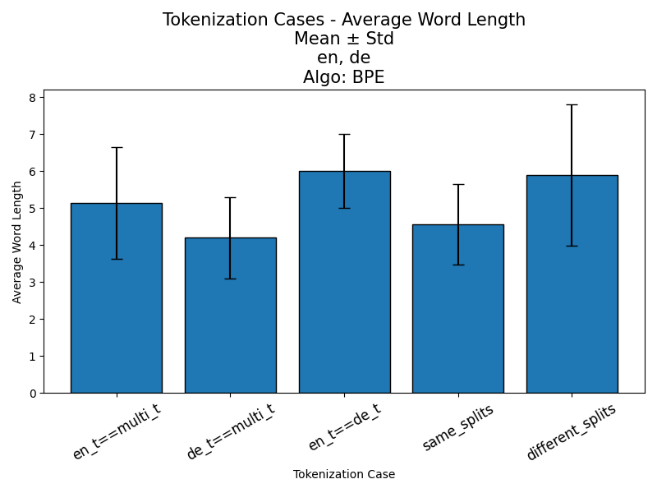 Tokenization Cases - Average Word Length
Mean ± Std
en, de
Algo: BPE
8
7
6
5
4
3
2
1
0
Average Word Length
en_t==multi_t
de_t==multi_t
en_t==de_t
same_splits
different_splits
Tokenization Case